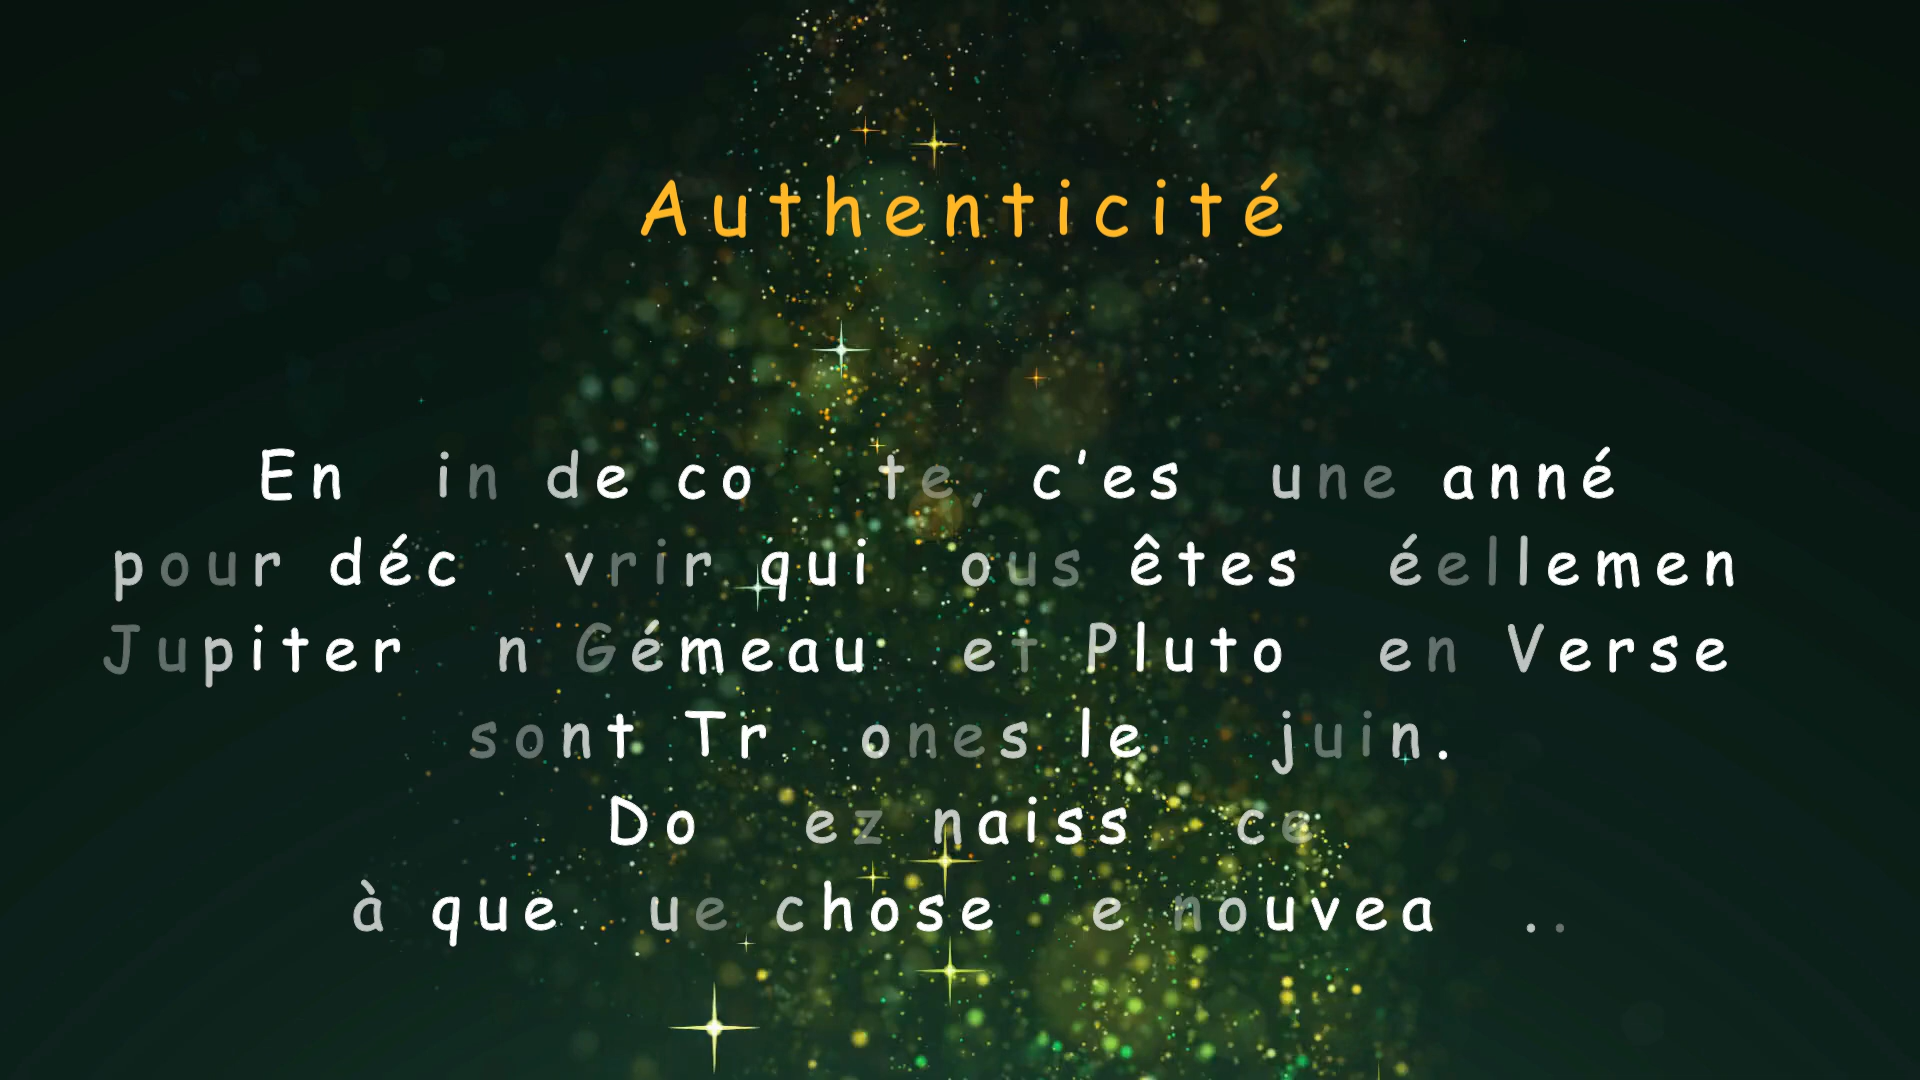 Authenticité
En in de co te, c'es une anné
pour déc vrir qui ous êtes éellemen
Jupiter n Gémeau et Pluto en Verse
sont Tr ones le juin.
Do ez naiss ce
à que ue chose e nouvea ..